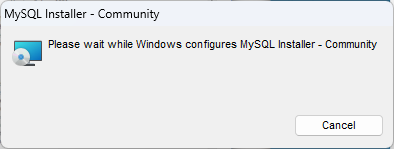 MySQL Installer - Community
Please wait while Windows configures MySQL Installer - Community
Cancel